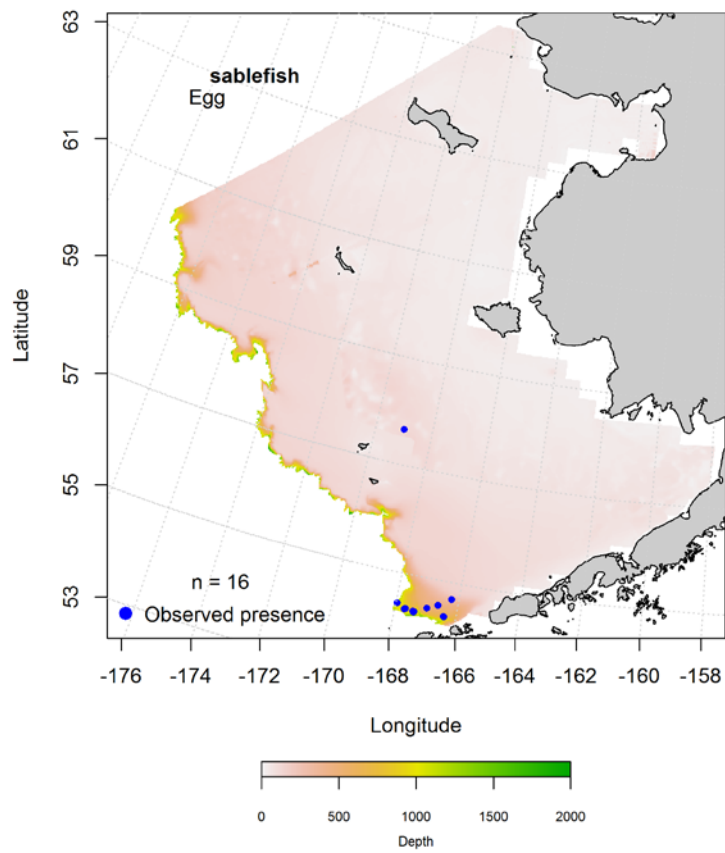 sablefish
Egg
63
61
59
57
55
53
Latitude
n = 16
Observed presence
-176 -174 -172 -170 -168 -166 -164 -162 -160 -158
Longitude
0 500 1000 1500 2000
Depth